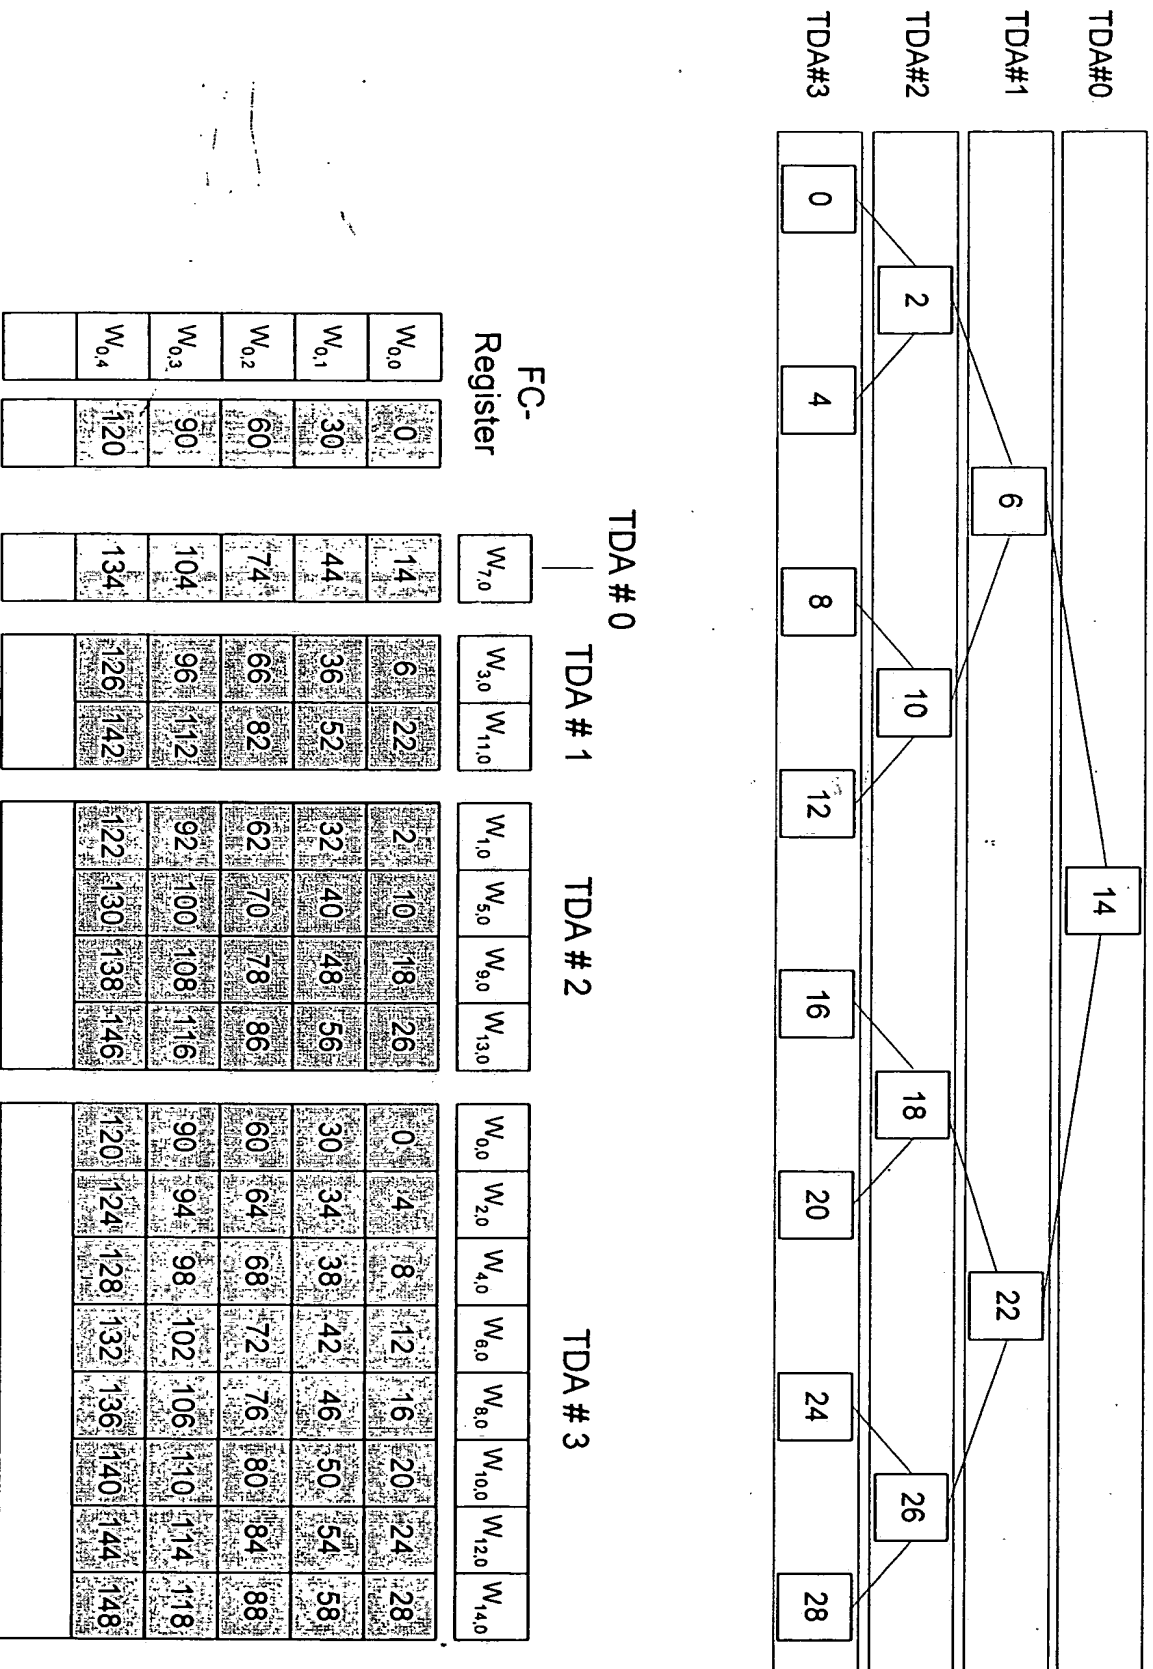 TDA#0
14
TDA#1
6 22
TDA#2
2 10 18 26
TDA#3
0 4 8 12 16 20 24 28
TDA # 0
TDA # 1 TDA # 2 TDA # 3
FC-
Register
W7,0 W3,0 W11,0 W1,0 W5,0 W9,0 W13,0 W0,0 W2,0 W4,0 W6,0 W8,0 W10,0 W12,0 W14,0
W0,0 0 14 6 22 2 10 18 26 0 4 8 12 16 20 24 28
W0,1 30 44 36 52 32 40 48 56 30 34 38 42 46 50 54 58
W0,2 60 74 66 82 62 70 78 86 60 64 68 72 76 80 84 88
W0,3 90 104 96 112 92 100 108 116 90 94 98 102 106 110 114 118
W0,4 120 134 126 142 122 130 138 146 120 124 128 132 136 140 144 148